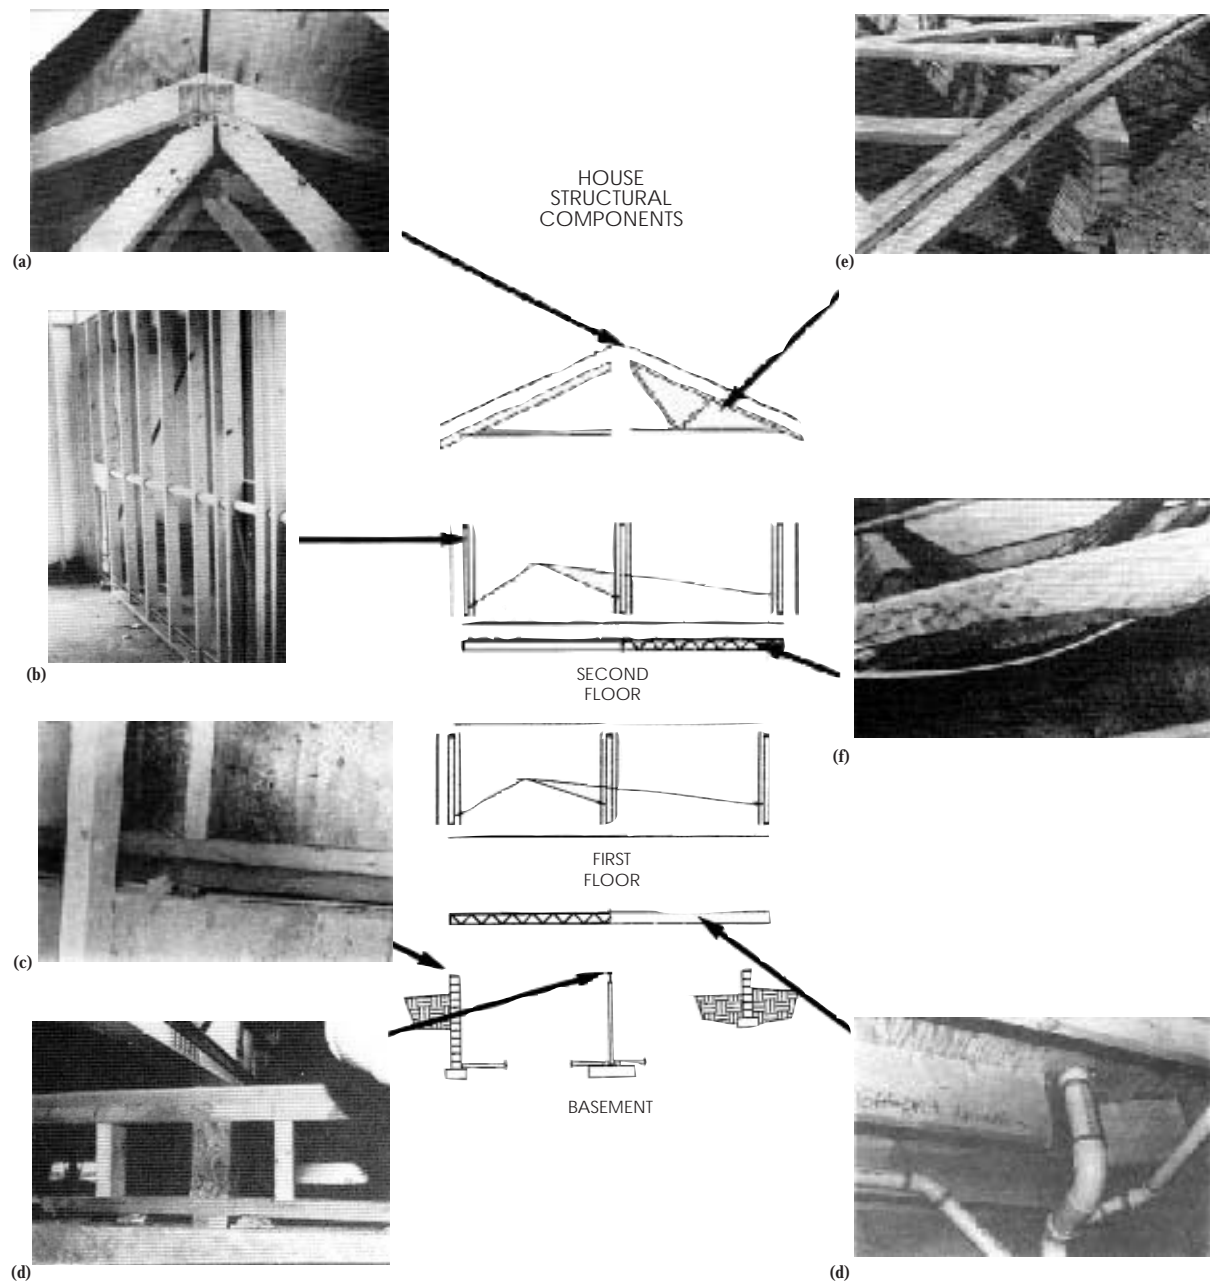 HOUSE
STRUCTURAL
COMPONENTS
(a)
(e)
(b)
SECOND
FLOOR
(f)
FIRST
FLOOR
(c)
BASEMENT
(d)
(d)